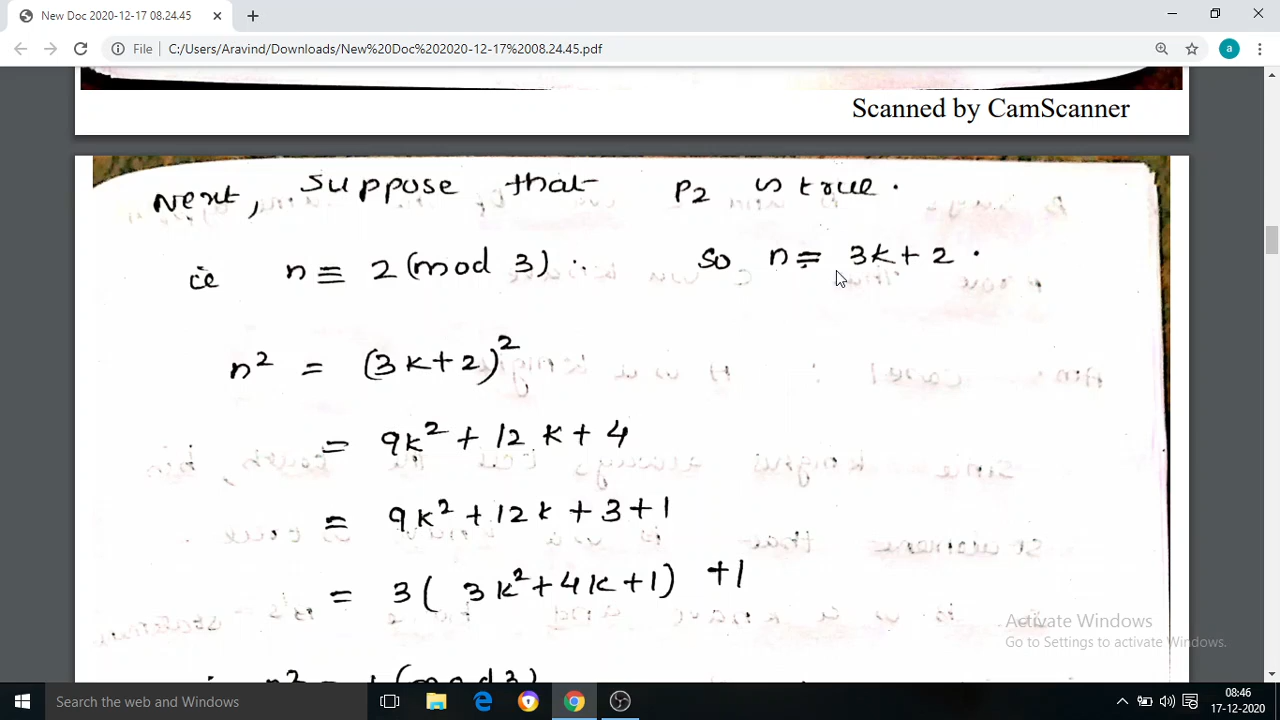 New Doc 2020-12-17 08.24.45
File C:/Users/Aravind/Downloads/New%20Doc%202020-12-17%2008.24.45.pdf
a
Scanned by CamScanner
Next, suppose that P2 is true.
ie n ≡ 2 (mod 3). So n = 3k + 2.
n² = (3k+2)²
= 9k² + 12k + 4
= 9k² + 12k + 3 + 1
= 3( 3k² + 4k + 1) + 1
Activate Windows
Go to Settings to activate Windows.
Search the web and Windows
08:46
17-12-2020